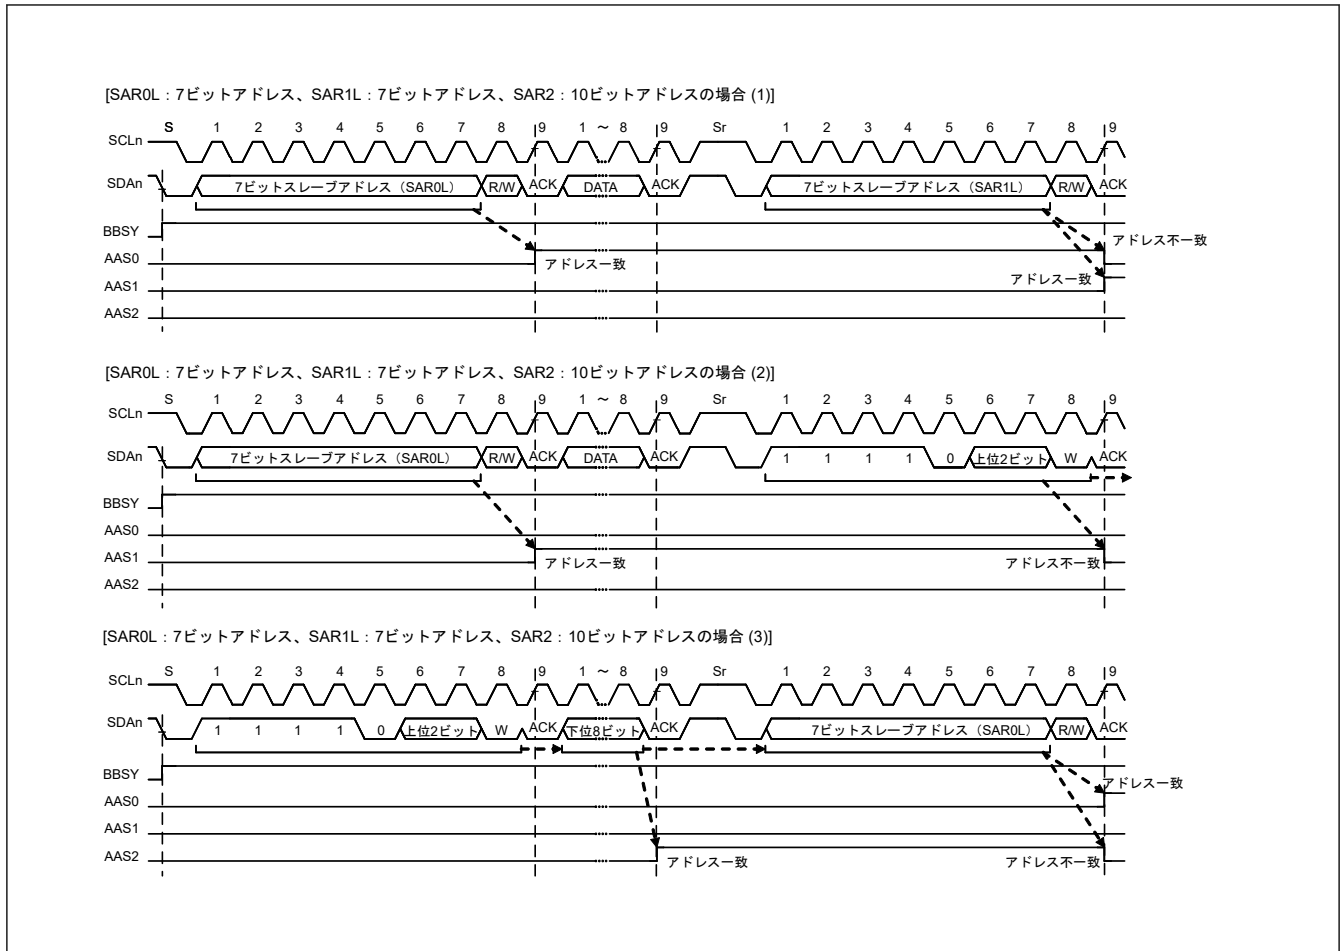 [SAR0L：7ビットアドレス、SAR1L：7ビットアドレス、SAR2：10ビットアドレスの場合 (1)]
S 1 2 3 4 5 6 7 8 9 1 ～ 8 9 Sr 1 2 3 4 5 6 7 8 9
SCLn
SDAn 7ビットスレーブアドレス（SAR0L） R/W ACK DATA ACK 7ビットスレーブアドレス（SAR1L） R/W ACK
BBSY
アドレス不一致
AAS0 アドレス一致
アドレス一致
AAS1
AAS2
[SAR0L：7ビットアドレス、SAR1L：7ビットアドレス、SAR2：10ビットアドレスの場合 (2)]
S 1 2 3 4 5 6 7 8 9 1 ～ 8 9 Sr 1 2 3 4 5 6 7 8 9
SCLn
SDAn 7ビットスレーブアドレス（SAR0L） R/W ACK DATA ACK 1 1 1 1 0 上位2ビット W ACK
BBSY
AAS0
AAS1 アドレス一致 アドレス不一致
AAS2
[SAR0L：7ビットアドレス、SAR1L：7ビットアドレス、SAR2：10ビットアドレスの場合 (3)]
S 1 2 3 4 5 6 7 8 9 1 ～ 8 9 Sr 1 2 3 4 5 6 7 8 9
SCLn
SDAn 1 1 1 1 0 上位2ビット W ACK 下位8ビット ACK 7ビットスレーブアドレス（SAR0L） R/W ACK
BBSY
アドレス一致
AAS0
AAS1
AAS2 アドレス一致 アドレス不一致